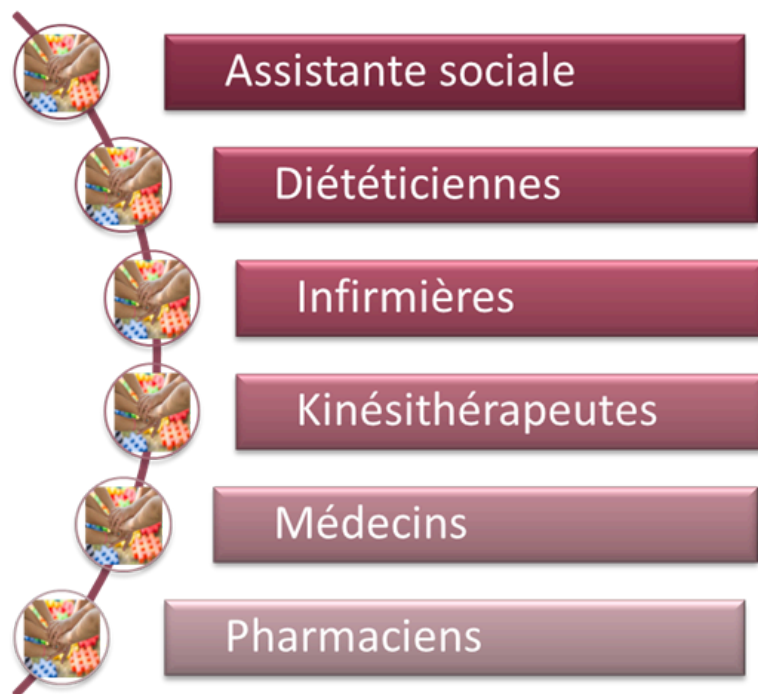 Assistante sociale
Diététiciennes
Infirmières
Kinésithérapeutes
Médecins
Pharmaciens